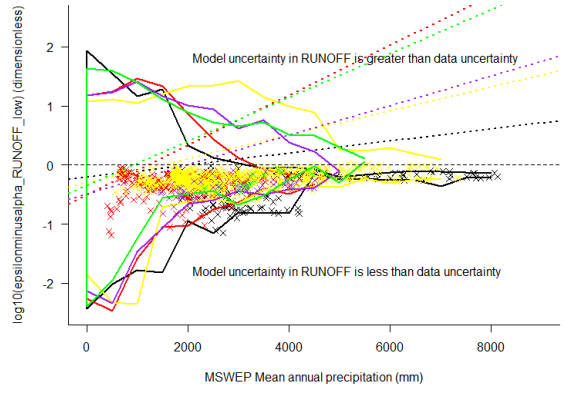 log10(epsilonminusalpha_RUNOFF_low) (dimensionless)
2
1
0
-1
-2
Model uncertainty in RUNOFF is greater than data uncertainty
Model uncertainty in RUNOFF is less than data uncertainty
0 2000 4000 6000 8000
MSWEP Mean annual precipitation (mm)